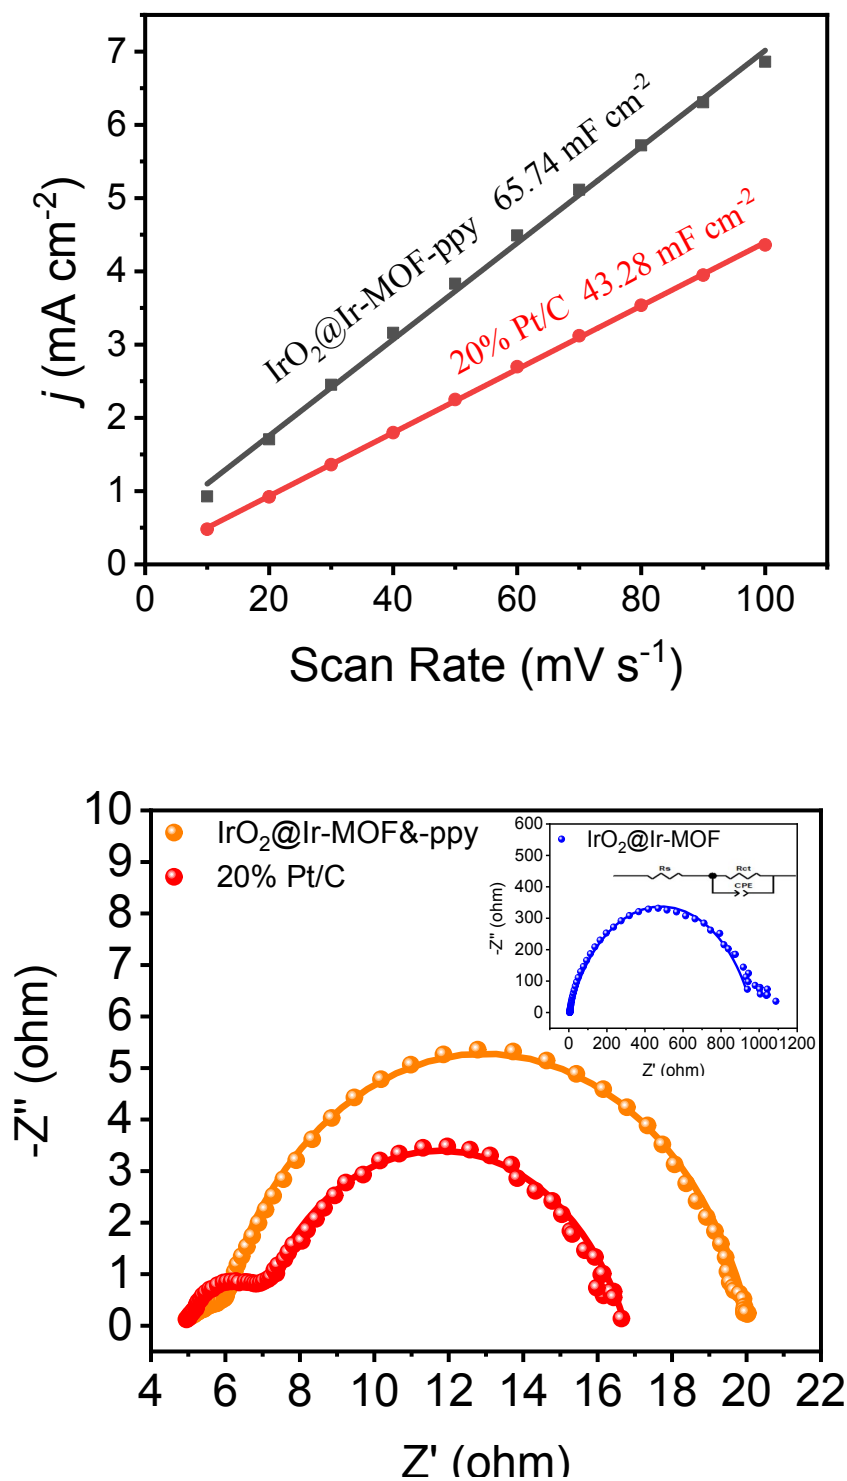 7
6
5
4
3
2
1
0
j (mA cm-2)
IrO2@Ir-MOF-ppy 65.74 mF cm-2
20% Pt/C 43.28 mF cm-2
0 20 40 60 80 100
Scan Rate (mV s-1)
10
9
8
7
6
5
4
3
2
1
0
-Z" (ohm)
IrO2@Ir-MOF&-ppy
20% Pt/C
600
500
400
300
200
100
0
-Z" (ohm)
IrO2@Ir-MOF
Rs Rct
CPE
0 200 400 600 800 1000 1200
Z' (ohm)
4 6 8 10 12 14 16 18 20 22
Z' (ohm)